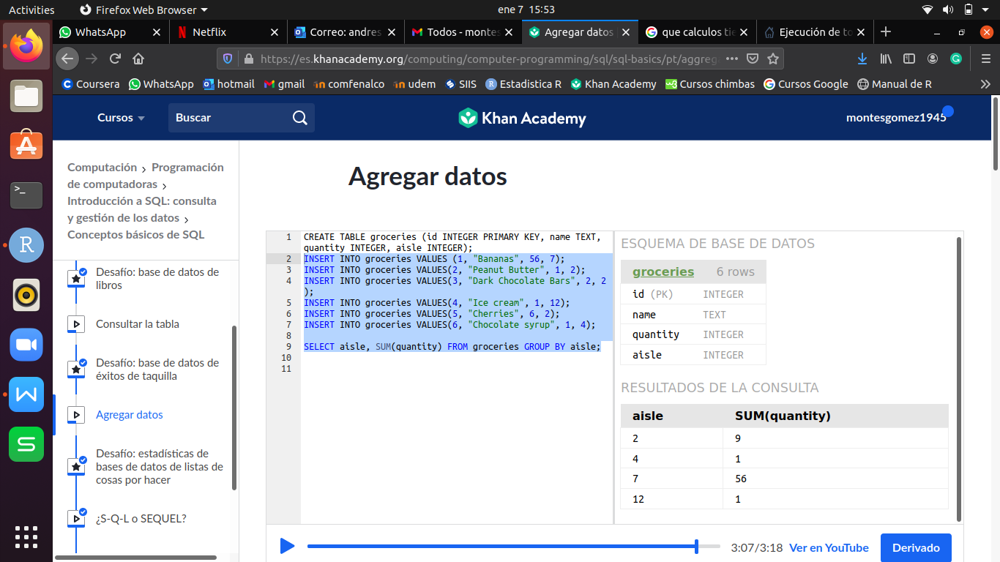 Activities
Firefox Web Browser
ene 7 15:53
WhatsApp
Netflix
Correo: andres
Todos - montes
Agregar datos
que calculos tie
Ejecución de to
https://es.khanacademy.org/computing/computer-programming/sql/sql-basics/pt/aggreg
Coursera
WhatsApp
hotmail
gmail
comfenalco
udem
SIIS
Estadistica R
Khan Academy
Cursos chimbas
Cursos Google
Manual de R
Cursos
Buscar
Khan Academy
montesgomez1945
Computación
Programación
de computadoras
Introducción a SQL: consulta
y gestión de los datos
Conceptos básicos de SQL
Desafío: base de datos de
libros
Consultar la tabla
Desafío: base de datos de
éxitos de taquilla
Agregar datos
Desafío: estadísticas de
bases de datos de listas de
cosas por hacer
¿S-Q-L o SEQUEL?
Agregar datos
1 CREATE TABLE groceries (id INTEGER PRIMARY KEY, name TEXT,
quantity INTEGER, aisle INTEGER);
2 INSERT INTO groceries VALUES (1, "Bananas", 56, 7);
3 INSERT INTO groceries VALUES(2, "Peanut Butter", 1, 2);
4 INSERT INTO groceries VALUES(3, "Dark Chocolate Bars", 2, 2
);
5 INSERT INTO groceries VALUES(4, "Ice cream", 1, 12);
6 INSERT INTO groceries VALUES(5, "Cherries", 6, 2);
7 INSERT INTO groceries VALUES(6, "Chocolate syrup", 1, 4);
8
9 SELECT aisle, SUM(quantity) FROM groceries GROUP BY aisle;
10
11
ESQUEMA DE BASE DE DATOS
groceries 6 rows
id (PK) INTEGER
name TEXT
quantity INTEGER
aisle INTEGER
RESULTADOS DE LA CONSULTA
aisle SUM(quantity)
2 9
4 1
7 56
12 1
3:07/3:18
Ver en YouTube
Derivado